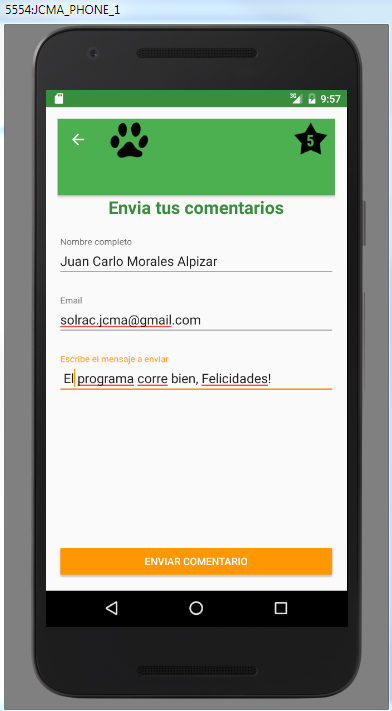 5554:JCMA_PHONE_1
3G 9:57
5
Envia tus comentarios
Nombre completo
Juan Carlo Morales Alpizar
Email
solrac.jcma@gmail.com
Escribe el mensaje a enviar
El programa corre bien, Felicidades!
ENVIAR COMENTARIO